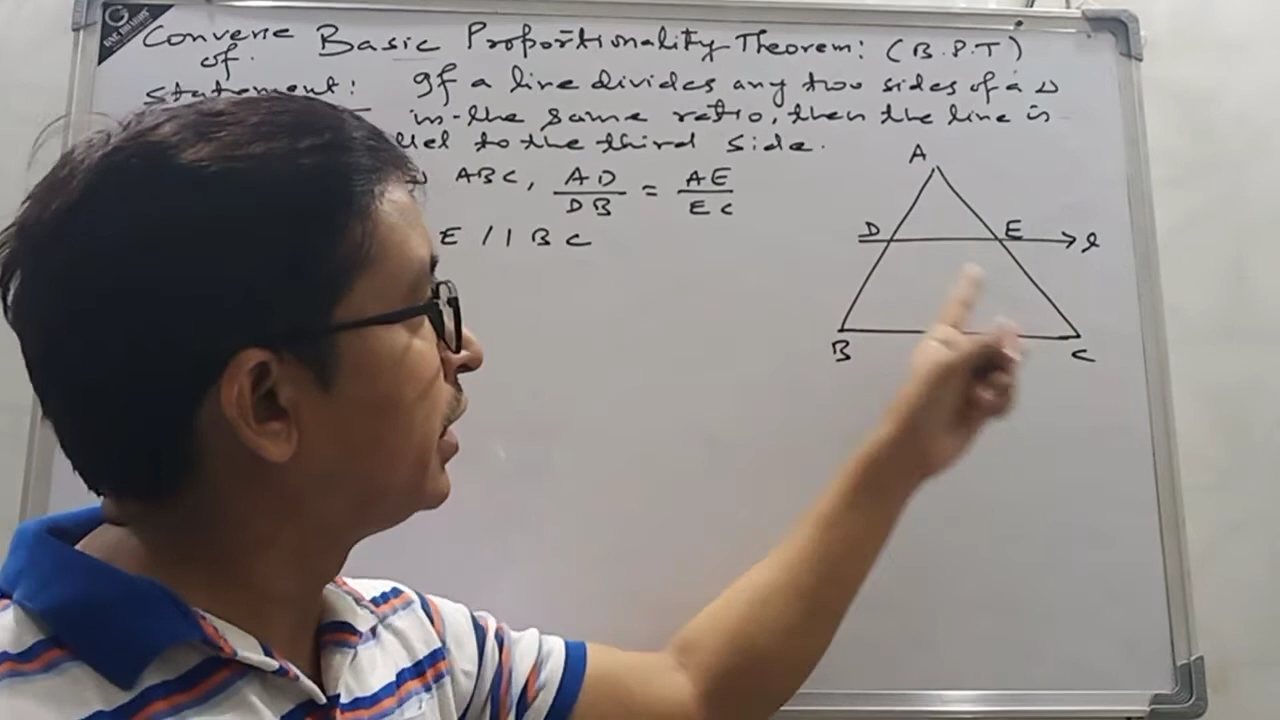 Converse Basic Proportionality Theorem: (B.P.T)
of
Statement: If a line divides any two sides of a Δ
in the same ratio, then the line is
to the third side.
ABC, AD/DB = AE/EC
E // BC
A
D E l
B C